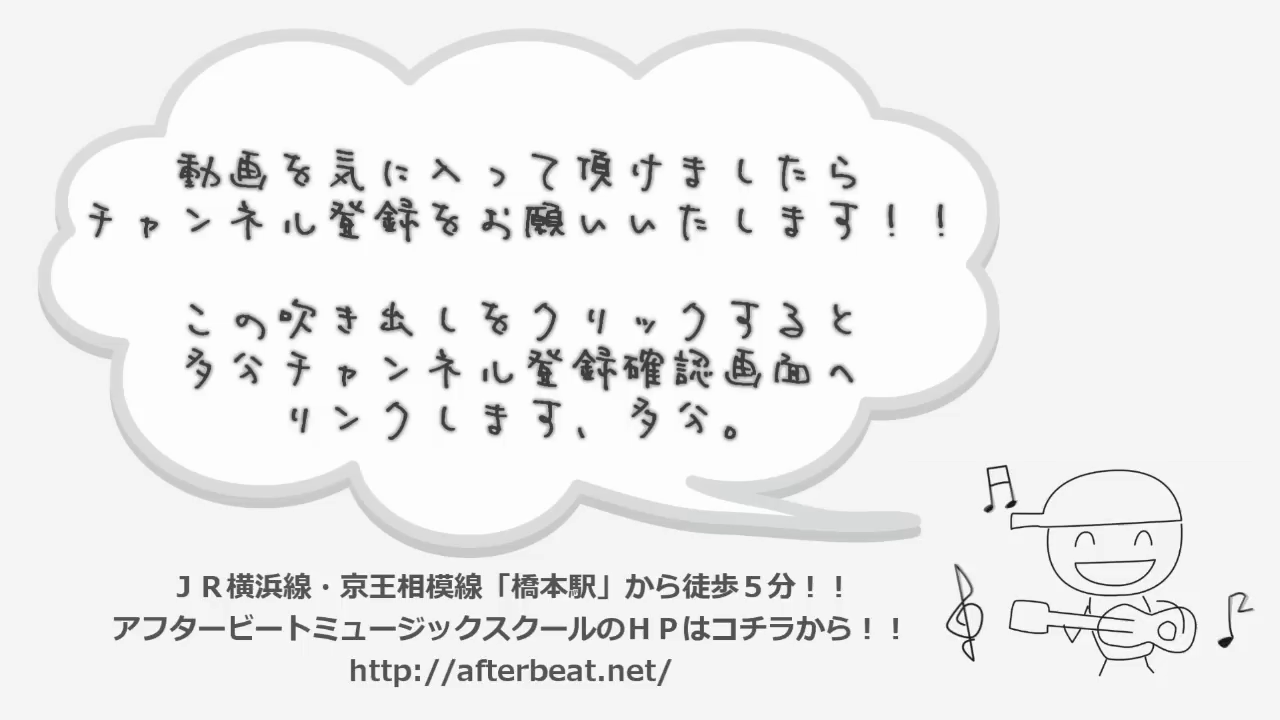 動画を気に入って頂けましたら
チャンネル登録をお願いいたします！！
この吹き出しをクリックすると
多分チャンネル登録確認画面へ
リンクします、多分。
ＪＲ横浜線・京王相模線「橋本駅」から徒歩５分！！
アフタービートミュージックスクールのＨＰはコチラから！！
http://afterbeat.net/